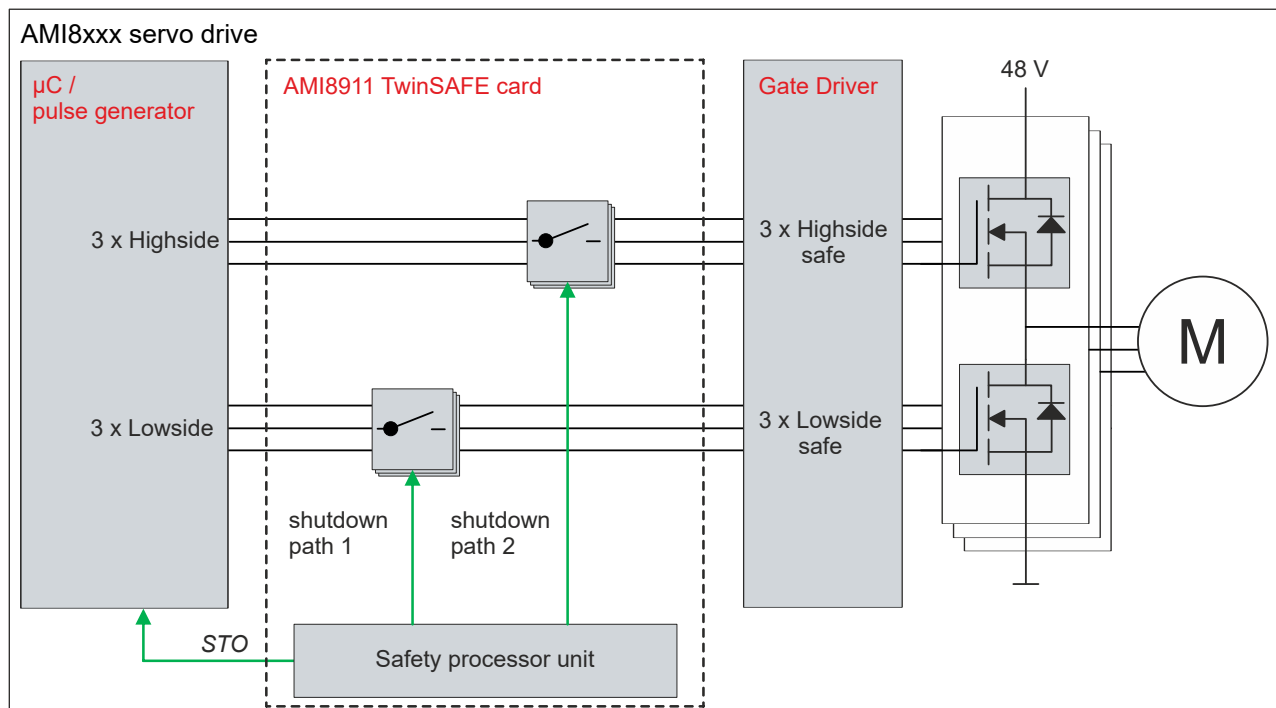 AMI8xxx servo drive
µC /
pulse generator
AMI8911 TwinSAFE card
Gate Driver
48 V
3 x Highside
3 x Highside
safe
M
3 x Lowside
3 x Lowside
safe
shutdown
path 1
shutdown
path 2
STO
Safety processor unit